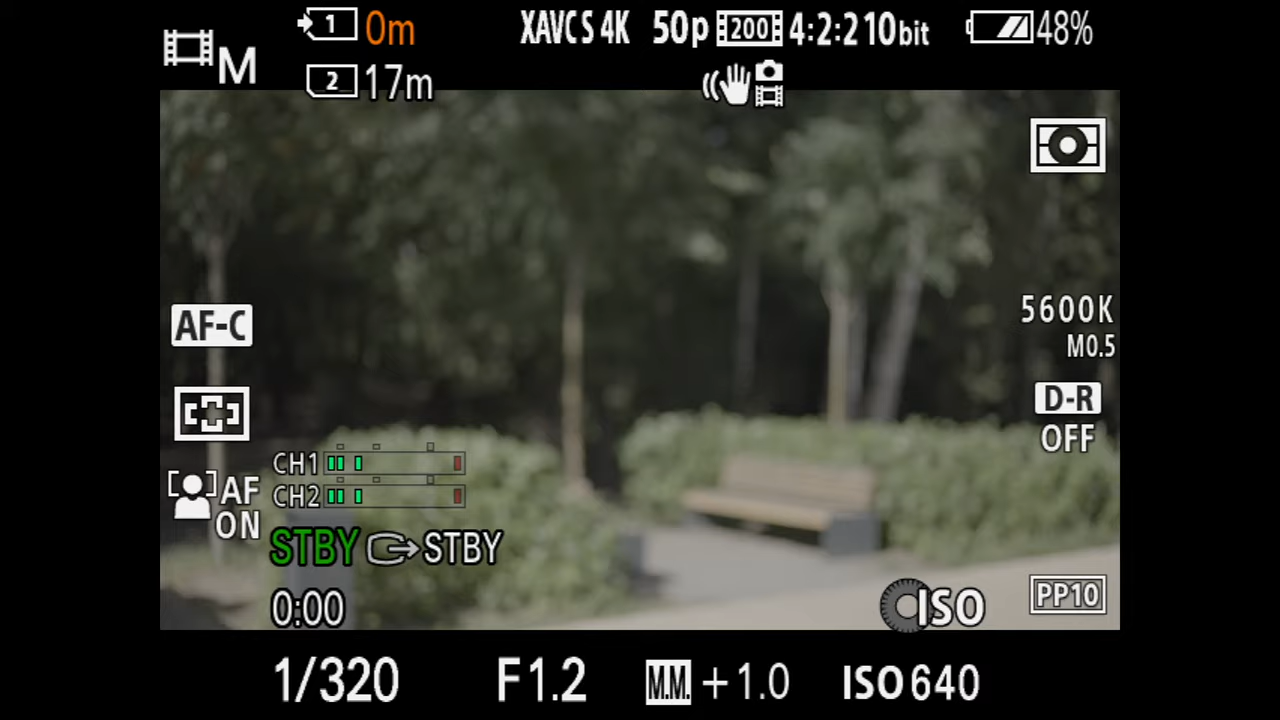 M 1 0m XAVC S 4K 50p 200 4:2:2 10bit 48%
2 17m
5600K
AF-C M0.5
D-R
OFF
CH1
AF CH2
ON
STBY STBY
0:00 ISO PP10
1/320 F1.2 M.M. +1.0 ISO 640